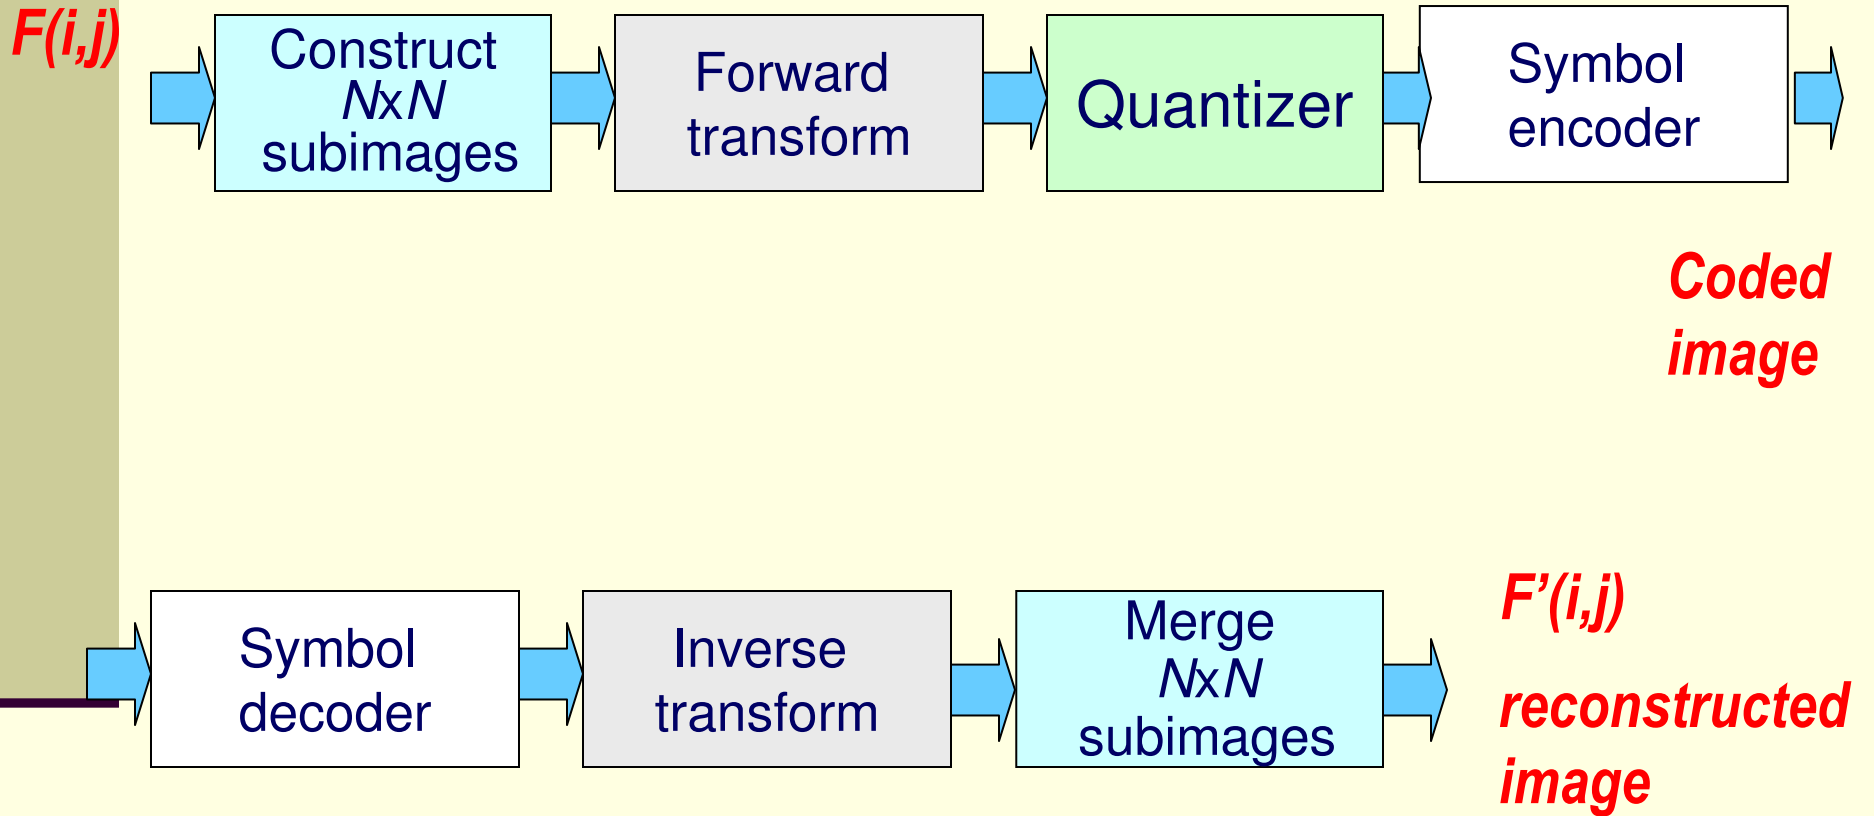 F(i,j)
Construct
NxN
subimages
Forward
transform
Quantizer
Symbol
encoder
Coded
image
Symbol
decoder
Inverse
transform
Merge
NxN
subimages
F’(i,j)
reconstructed
image